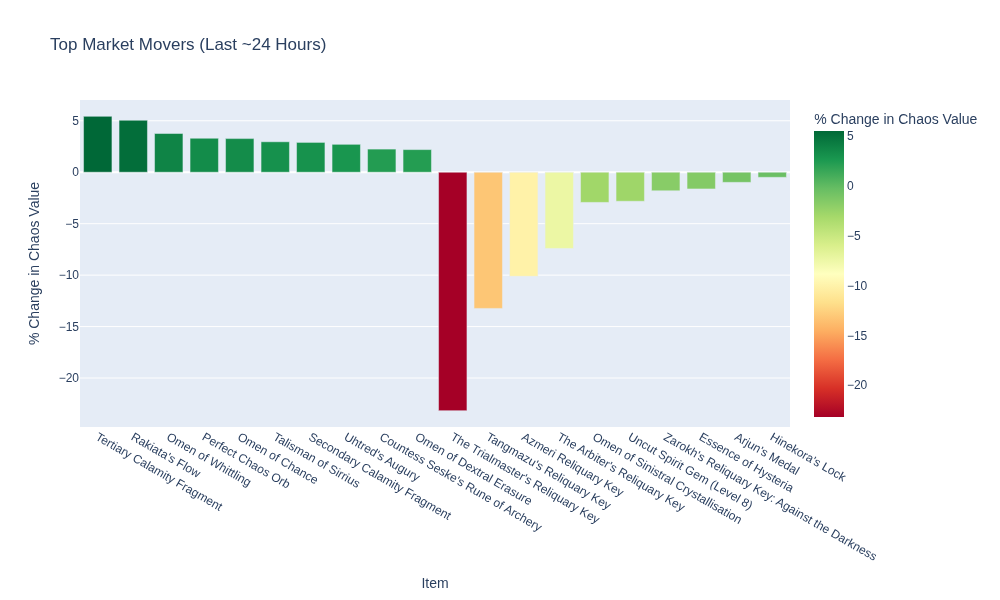 Top Market Movers (Last ~24 Hours)
% Change in Chaos Value
5
0
−5
−10
−15
−20
% Change in Chaos Value
5
0
−5
−10
−15
−20
Tertiary Calamity Fragment
Rakiata's Flow
Omen of Whittling
Perfect Chaos Orb
Omen of Chance
Talisman of Sirrius
Secondary Calamity Fragment
Uhtred's Augury
Countess Seske's Rune of Archery
Omen of Dextral Erasure
The Trialmaster's Reliquary Key
Tangmazu's Reliquary Key
Azmeri Reliquary Key
The Arbiter's Reliquary Key
Omen of Sinistral Crystallisation
Uncut Spirit Gem (Level 8)
Zarokh's Reliquary Key: Against the Darkness
Essence of Hysteria
Arjun's Medal
Hinekora's Lock
Item